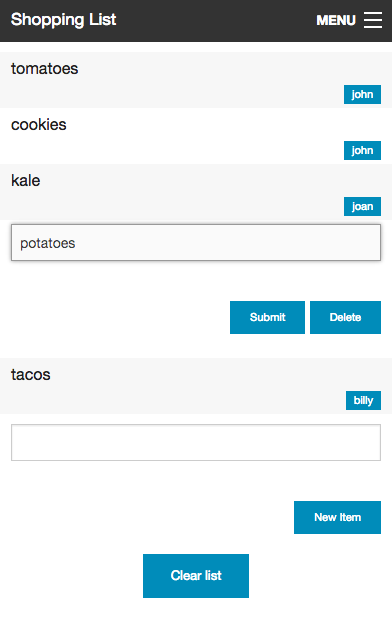 Shopping List MENU
tomatoes
john
cookies
john
kale
joan
potatoes
Submit Delete
tacos
billy
New Item
Clear list